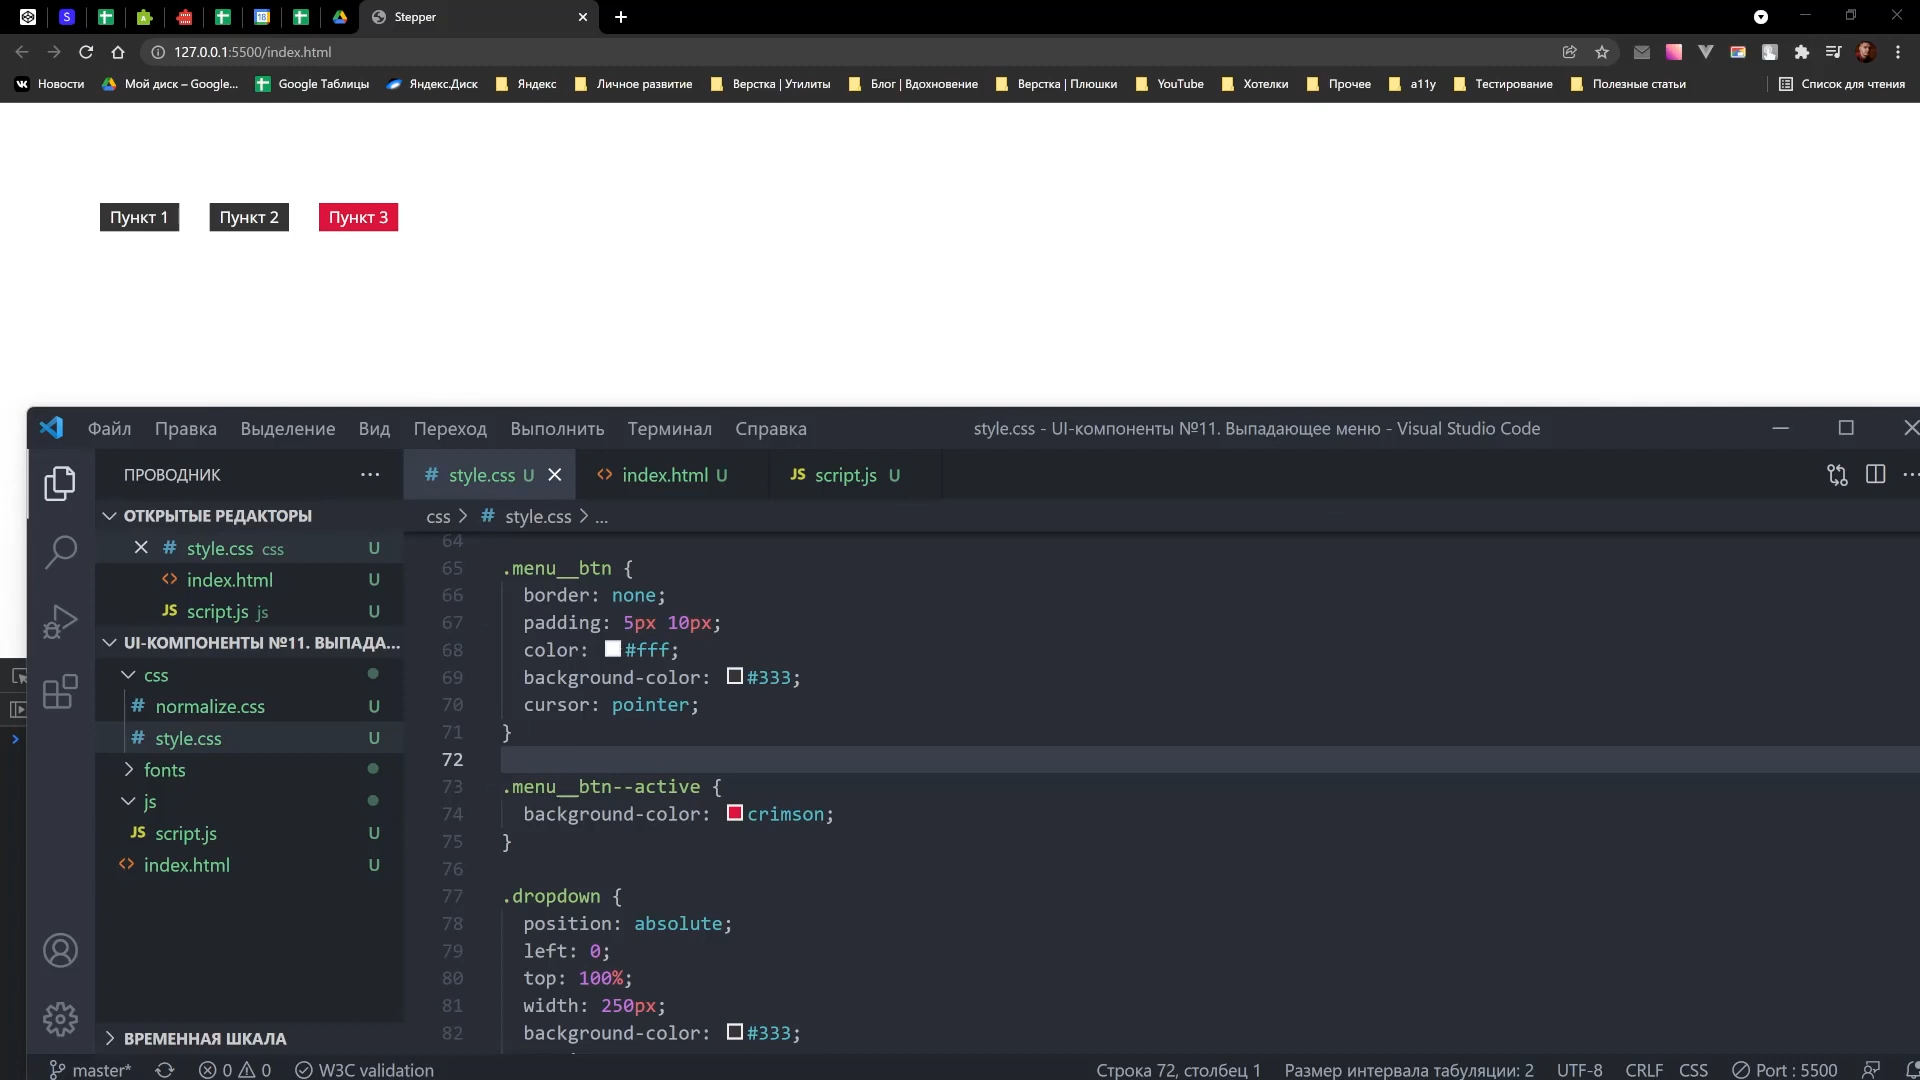 Stepper
127.0.0.1:5500/index.html
Новости
Мой диск – Google...
Google Таблицы
Яндекс.Диск
Яндекс
Личное развитие
Верстка | Утилиты
Блог | Вдохновение
Верстка | Плюшки
YouTube
Хотелки
Прочее
a11y
Тестирование
Полезные статьи
Список для чтения
Пункт 1
Пункт 2
Пункт 3
Файл Правка Выделение Вид Переход Выполнить Терминал Справка
style.css - UI-компоненты №11. Выпадающее меню - Visual Studio Code
ПРОВОДНИК
# style.css U
<> index.html U
JS script.js U
ОТКРЫТЫЕ РЕДАКТОРЫ
# style.css css U
<> index.html U
JS script.js js U
UI-КОМПОНЕНТЫ №11. ВЫПАДА...
css
# normalize.css U
# style.css U
fonts
js
JS script.js U
<> index.html U
ВРЕМЕННАЯ ШКАЛА
css > # style.css > ...
64
65 .menu__btn {
66 border: none;
67 padding: 5px 10px;
68 color: #fff;
69 background-color: #333;
70 cursor: pointer;
71 }
72
73 .menu__btn--active {
74 background-color: crimson;
75 }
76
77 .dropdown {
78 position: absolute;
79 left: 0;
80 top: 100%;
81 width: 250px;
82 background-color: #333;
master* 0 0 W3C validation
Строка 72, столбец 1 Размер интервала табуляции: 2 UTF-8 CRLF CSS Port : 5500